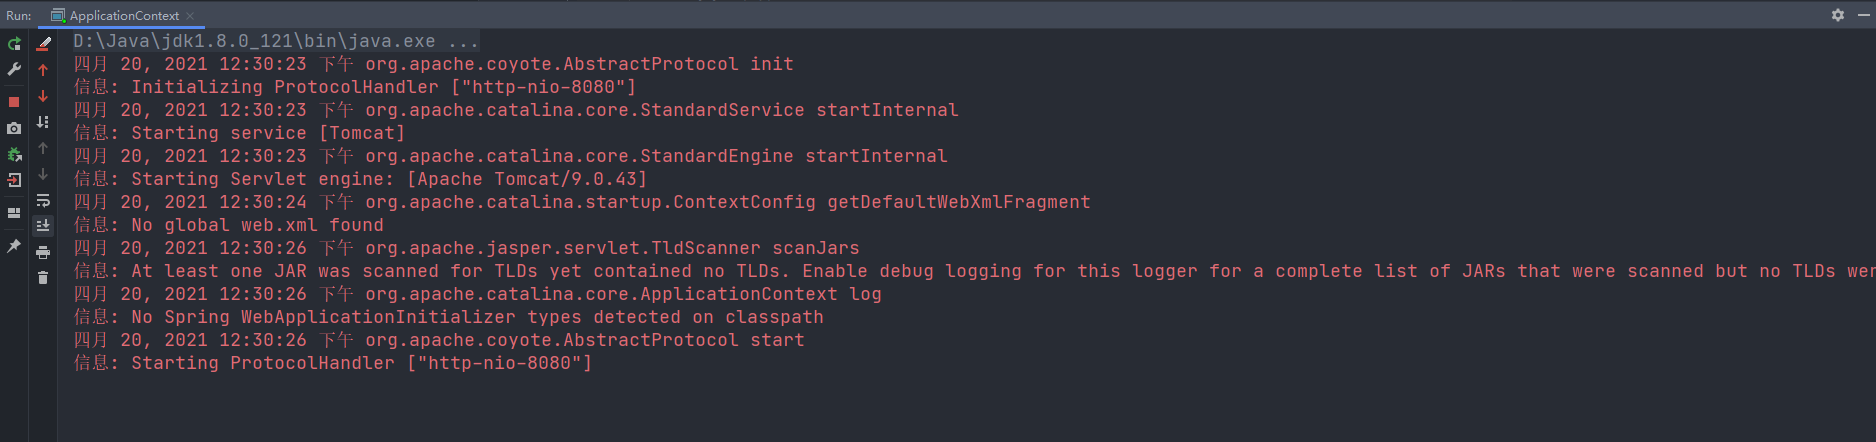 Run: ApplicationContext
D:\Java\jdk1.8.0_121\bin\java.exe ...
四月 20, 2021 12:30:23 下午 org.apache.coyote.AbstractProtocol init
信息: Initializing ProtocolHandler ["http-nio-8080"]
四月 20, 2021 12:30:23 下午 org.apache.catalina.core.StandardService startInternal
信息: Starting service [Tomcat]
四月 20, 2021 12:30:23 下午 org.apache.catalina.core.StandardEngine startInternal
信息: Starting Servlet engine: [Apache Tomcat/9.0.43]
四月 20, 2021 12:30:24 下午 org.apache.catalina.startup.ContextConfig getDefaultWebXmlFragment
信息: No global web.xml found
四月 20, 2021 12:30:26 下午 org.apache.jasper.servlet.TldScanner scanJars
信息: At least one JAR was scanned for TLDs yet contained no TLDs. Enable debug logging for this logger for a complete list of JARs that were scanned but no TLDs wer
四月 20, 2021 12:30:26 下午 org.apache.catalina.core.ApplicationContext log
信息: No Spring WebApplicationInitializer types detected on classpath
四月 20, 2021 12:30:26 下午 org.apache.coyote.AbstractProtocol start
信息: Starting ProtocolHandler ["http-nio-8080"]